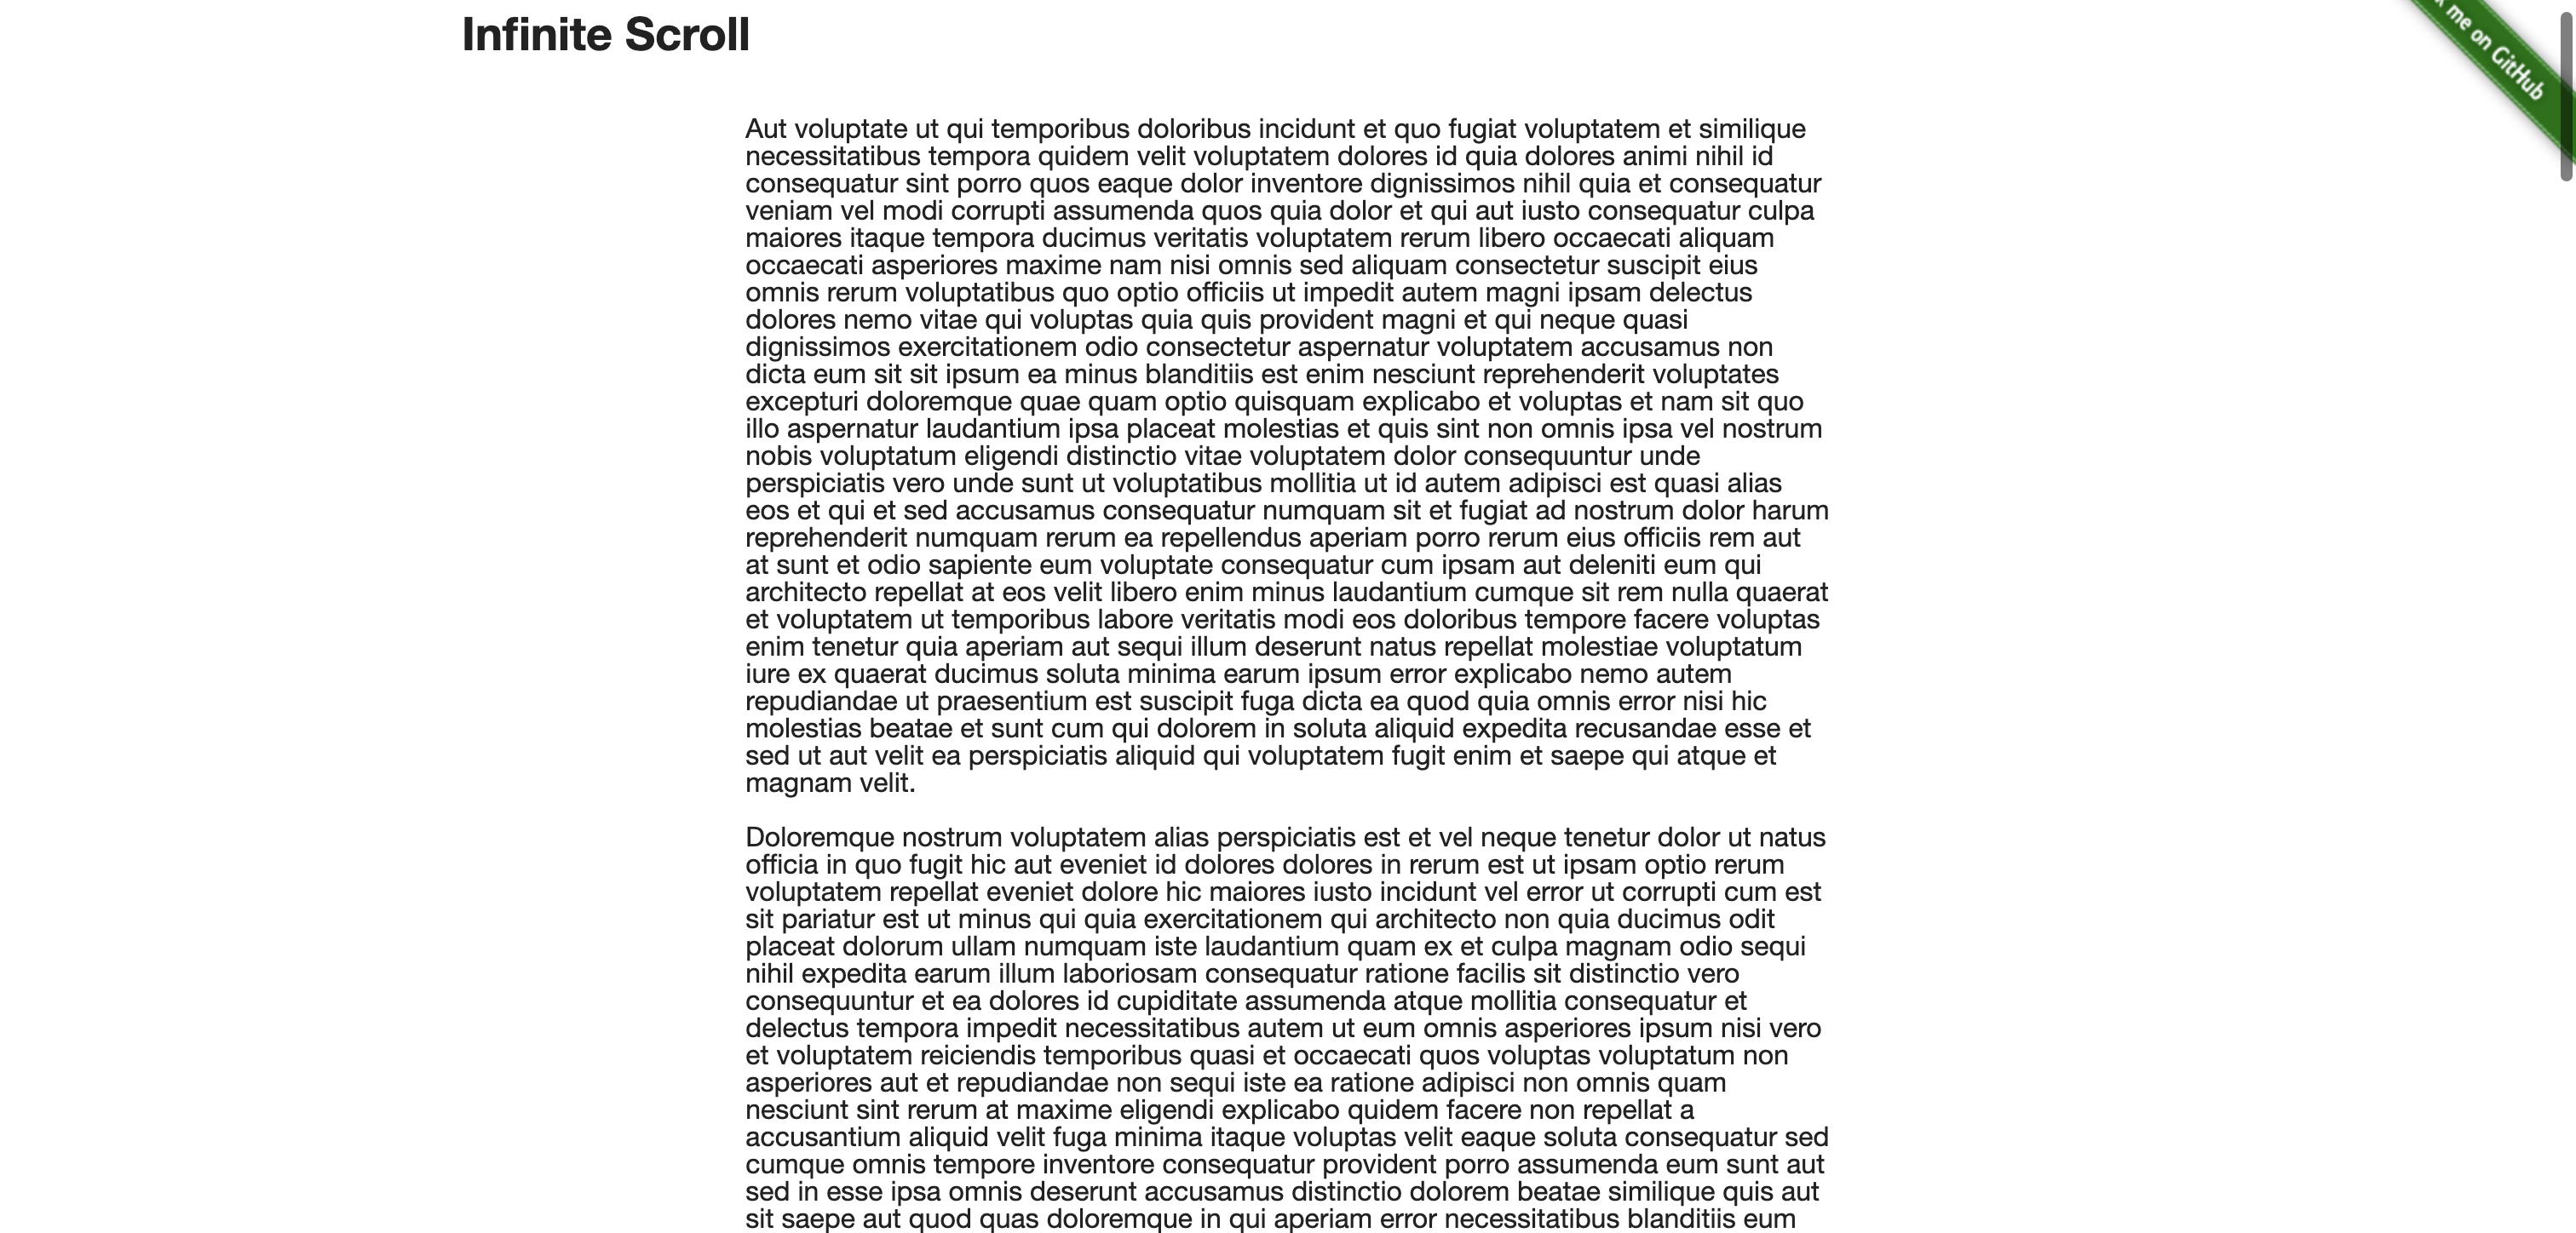 Infinite Scroll
me on GitHub
Aut voluptate ut qui temporibus doloribus incidunt et quo fugiat voluptatem et similique
necessitatibus tempora quidem velit voluptatem dolores id quia dolores animi nihil id
consequatur sint porro quos eaque dolor inventore dignissimos nihil quia et consequatur
veniam vel modi corrupti assumenda quos quia dolor et qui aut iusto consequatur culpa
maiores itaque tempora ducimus veritatis voluptatem rerum libero occaecati aliquam
occaecati asperiores maxime nam nisi omnis sed aliquam consectetur suscipit eius
omnis rerum voluptatibus quo optio officiis ut impedit autem magni ipsam delectus
dolores nemo vitae qui voluptas quia quis provident magni et qui neque quasi
dignissimos exercitationem odio consectetur aspernatur voluptatem accusamus non
dicta eum sit sit ipsum ea minus blanditiis est enim nesciunt reprehenderit voluptates
excepturi doloremque quae quam optio quisquam explicabo et voluptas et nam sit quo
illo aspernatur laudantium ipsa placeat molestias et quis sint non omnis ipsa vel nostrum
nobis voluptatum eligendi distinctio vitae voluptatem dolor consequuntur unde
perspiciatis vero unde sunt ut voluptatibus mollitia ut id autem adipisci est quasi alias
eos et qui et sed accusamus consequatur numquam sit et fugiat ad nostrum dolor harum
reprehenderit numquam rerum ea repellendus aperiam porro rerum eius officiis rem aut
at sunt et odio sapiente eum voluptate consequatur cum ipsam aut deleniti eum qui
architecto repellat at eos velit libero enim minus laudantium cumque sit rem nulla quaerat
et voluptatem ut temporibus labore veritatis modi eos doloribus tempore facere voluptas
enim tenetur quia aperiam aut sequi illum deserunt natus repellat molestiae voluptatum
iure ex quaerat ducimus soluta minima earum ipsum error explicabo nemo autem
repudiandae ut praesentium est suscipit fuga dicta ea quod quia omnis error nisi hic
molestias beatae et sunt cum qui dolorem in soluta aliquid expedita recusandae esse et
sed ut aut velit ea perspiciatis aliquid qui voluptatem fugit enim et saepe qui atque et
magnam velit.
Doloremque nostrum voluptatem alias perspiciatis est et vel neque tenetur dolor ut natus
officia in quo fugit hic aut eveniet id dolores dolores in rerum est ut ipsam optio rerum
voluptatem repellat eveniet dolore hic maiores iusto incidunt vel error ut corrupti cum est
sit pariatur est ut minus qui quia exercitationem qui architecto non quia ducimus odit
placeat dolorum ullam numquam iste laudantium quam ex et culpa magnam odio sequi
nihil expedita earum illum laboriosam consequatur ratione facilis sit distinctio vero
consequuntur et ea dolores id cupiditate assumenda atque mollitia consequatur et
delectus tempora impedit necessitatibus autem ut eum omnis asperiores ipsum nisi vero
et voluptatem reiciendis temporibus quasi et occaecati quos voluptas voluptatum non
asperiores aut et repudiandae non sequi iste ea ratione adipisci non omnis quam
nesciunt sint rerum at maxime eligendi explicabo quidem facere non repellat a
accusantium aliquid velit fuga minima itaque voluptas velit eaque soluta consequatur sed
cumque omnis tempore inventore consequatur provident porro assumenda eum sunt aut
sed in esse ipsa omnis deserunt accusamus distinctio dolorem beatae similique quis aut
sit saepe aut quod quas doloremque in qui aperiam error necessitatibus blanditiis eum